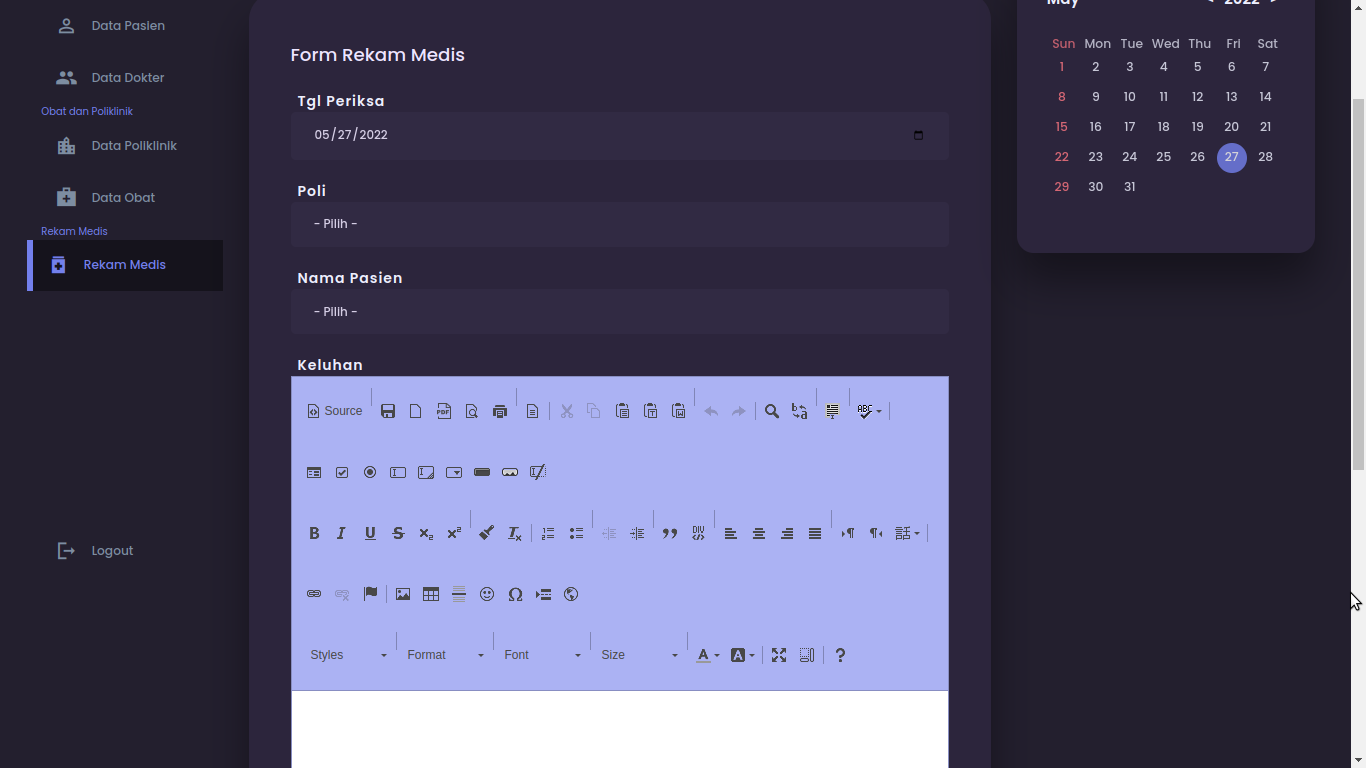 Data Pasien
Data Dokter
Obat dan Poliklinik
Data Poliklinik
Data Obat
Rekam Medis
Rekam Medis
Logout
Form Rekam Medis
Tgl Periksa
05/27/2022
Poli
- Pilih -
Nama Pasien
- Pilih -
Keluhan
Source
Styles Format Font Size
May < 2022 >
Sun Mon Tue Wed Thu Fri Sat
1 2 3 4 5 6 7
8 9 10 11 12 13 14
15 16 17 18 19 20 21
22 23 24 25 26 27 28
29 30 31